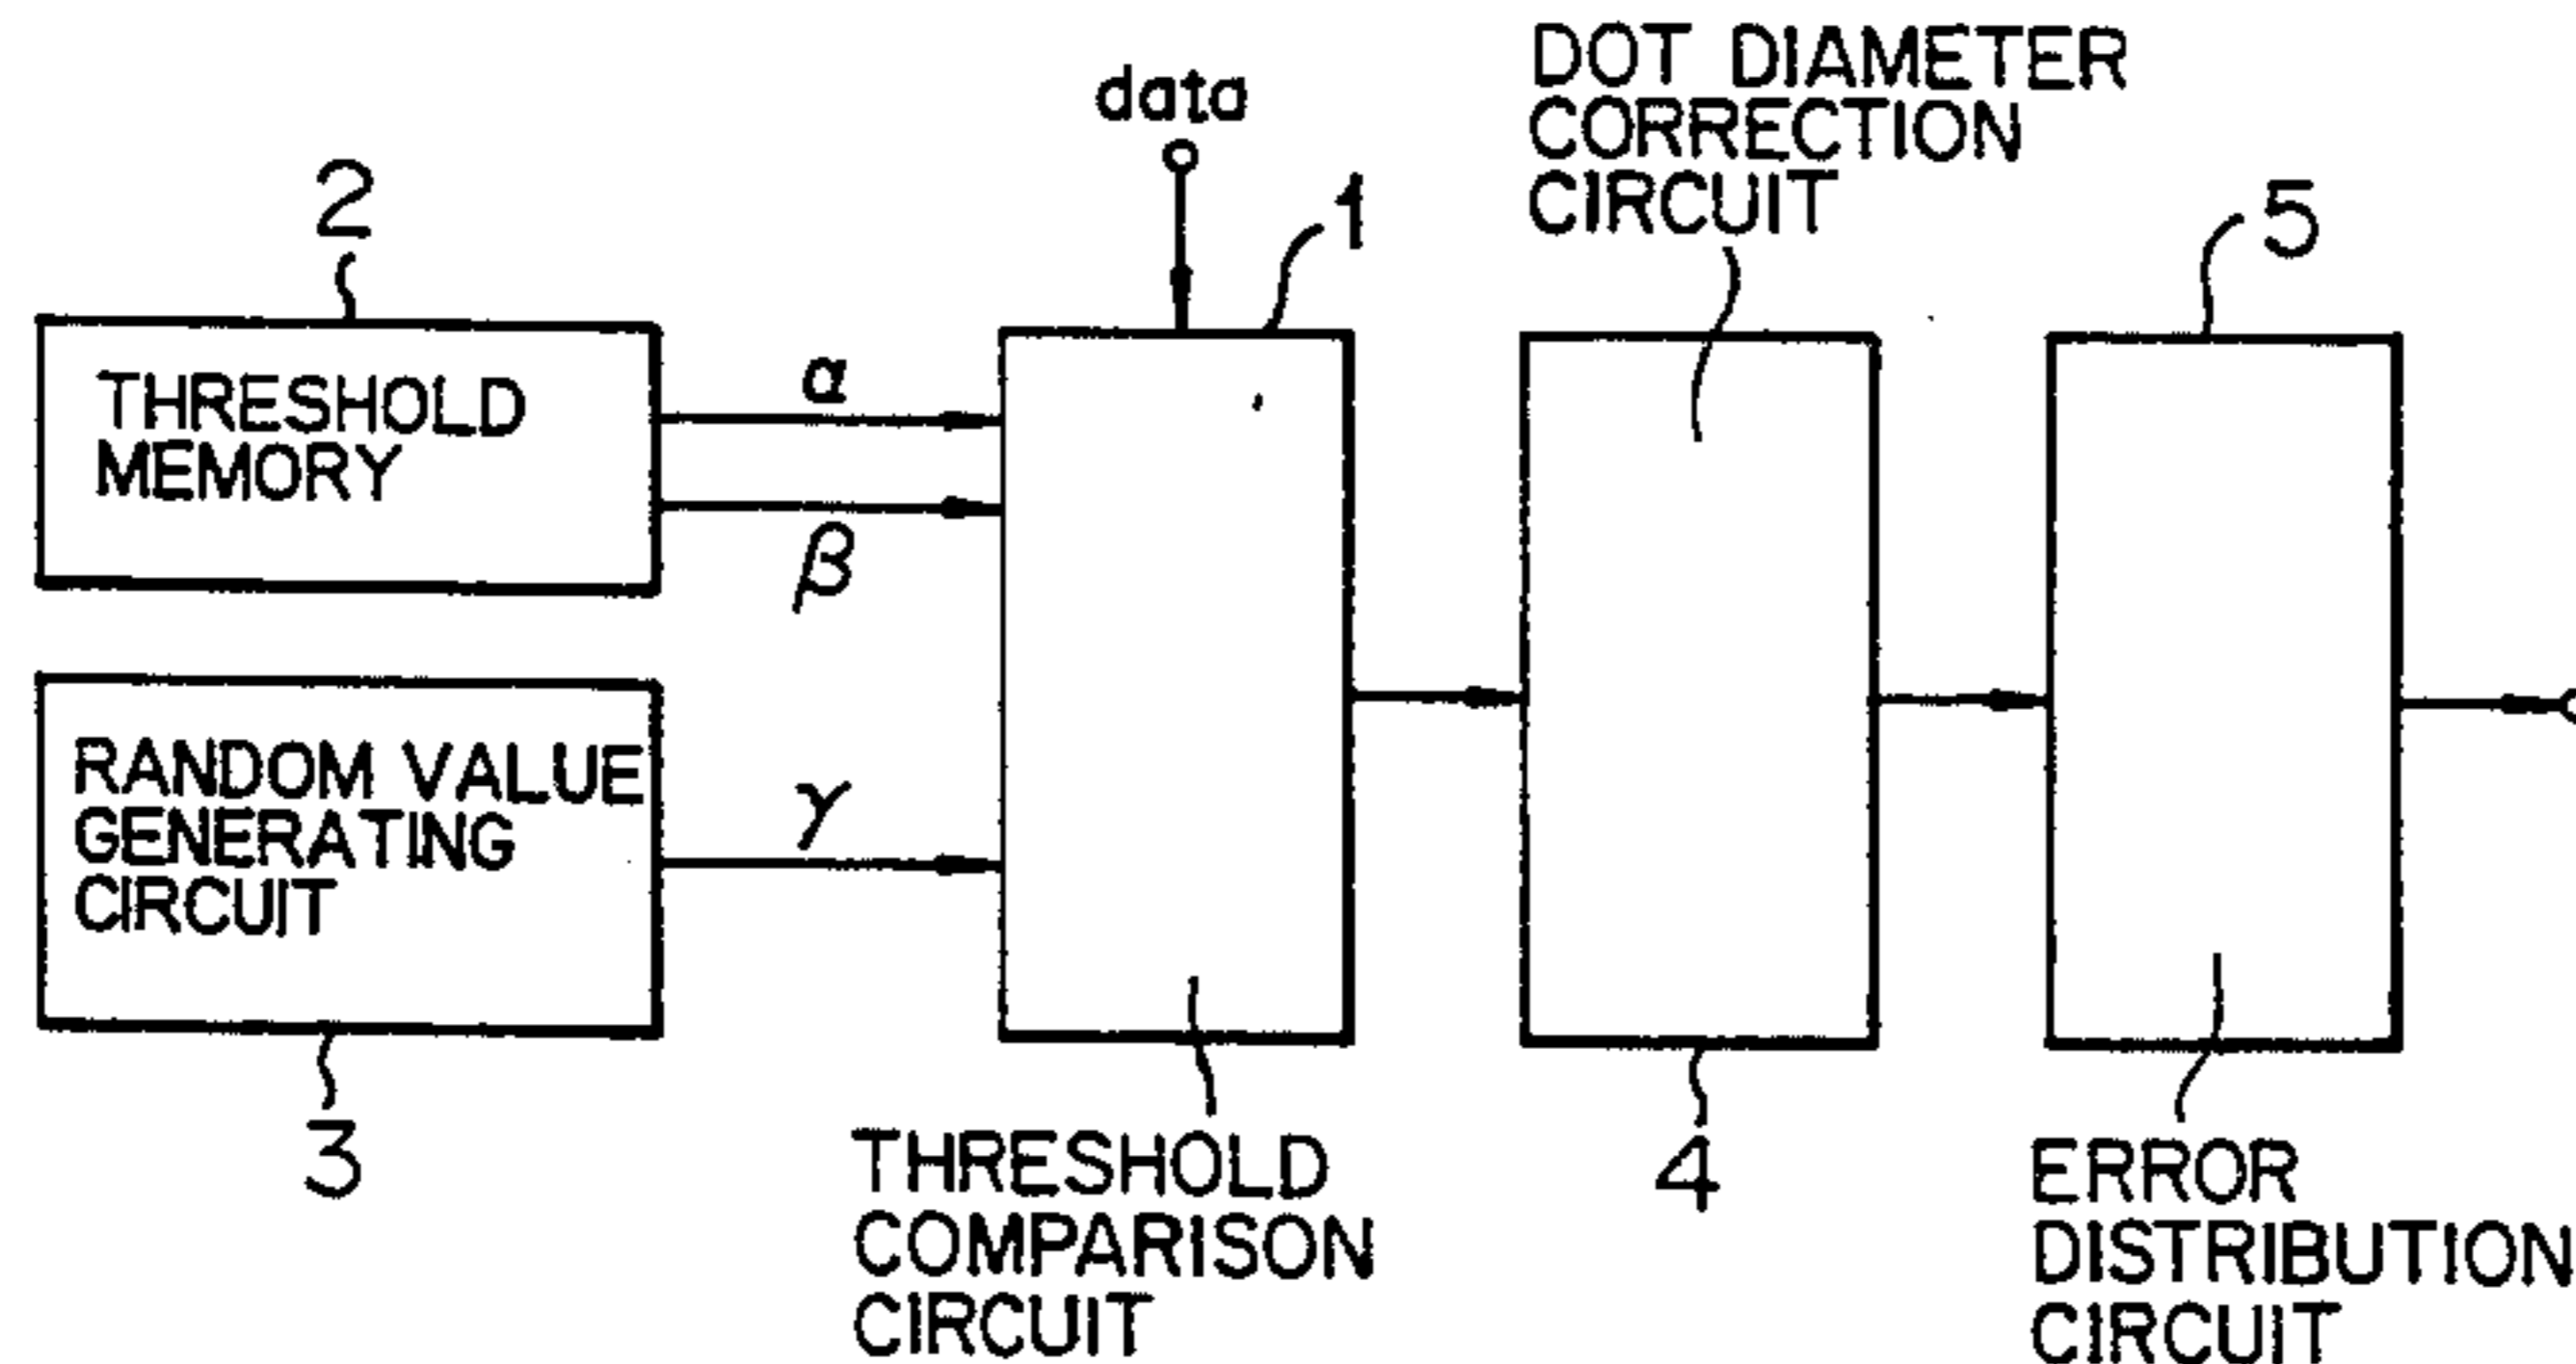 DOT DIAMETER
CORRECTION
CIRCUIT
data
2
1
5
THRESHOLD
MEMORY
α
β
RANDOM VALUE
GENERATING
CIRCUIT
γ
3
THRESHOLD
COMPARISON
CIRCUIT
4
ERROR
DISTRIBUTION
CIRCUIT